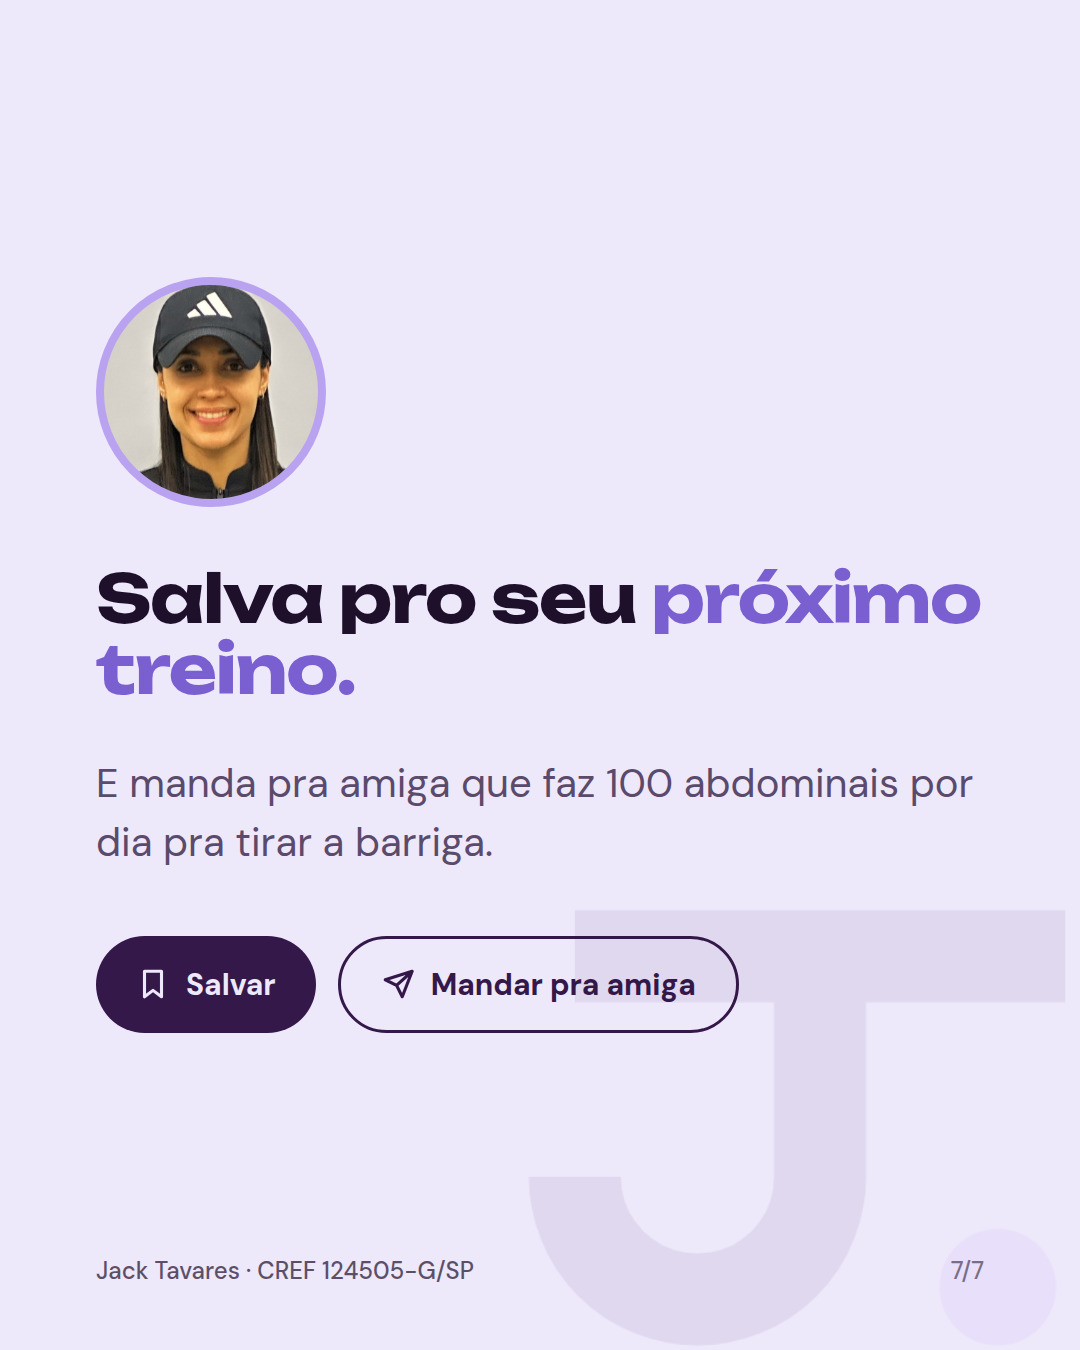 Salva pro seu próximo
treino.
E manda pra amiga que faz 100 abdominais por
dia pra tirar a barriga.
Salvar
Mandar pra amiga
J.
Jack Tavares · CREF 124505-G/SP
7/7